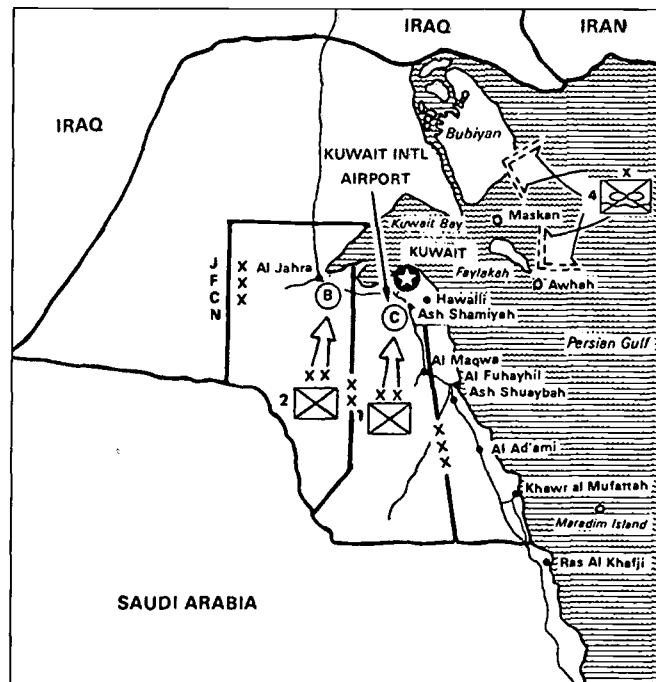 IRAQ
IRAN
IRAQ
Bubiyan
KUWAIT INTL
AIRPORT
X
4
Maskan
Kuwait Bay
KUWAIT
J
F
C
N
X
X
X
Al Jahra
Faylakah
Awhah
B
Hawalli
Ash Shamiyah
C
Persian Gulf
Al Maqwa
X X
2
X X
X X
1
Al Fuhayhil
Ash Shuaybah
X
X
X
Al Ad'ami
Khawr al Mufattah
Maradim Island
Ras Al Khafji
SAUDI ARABIA